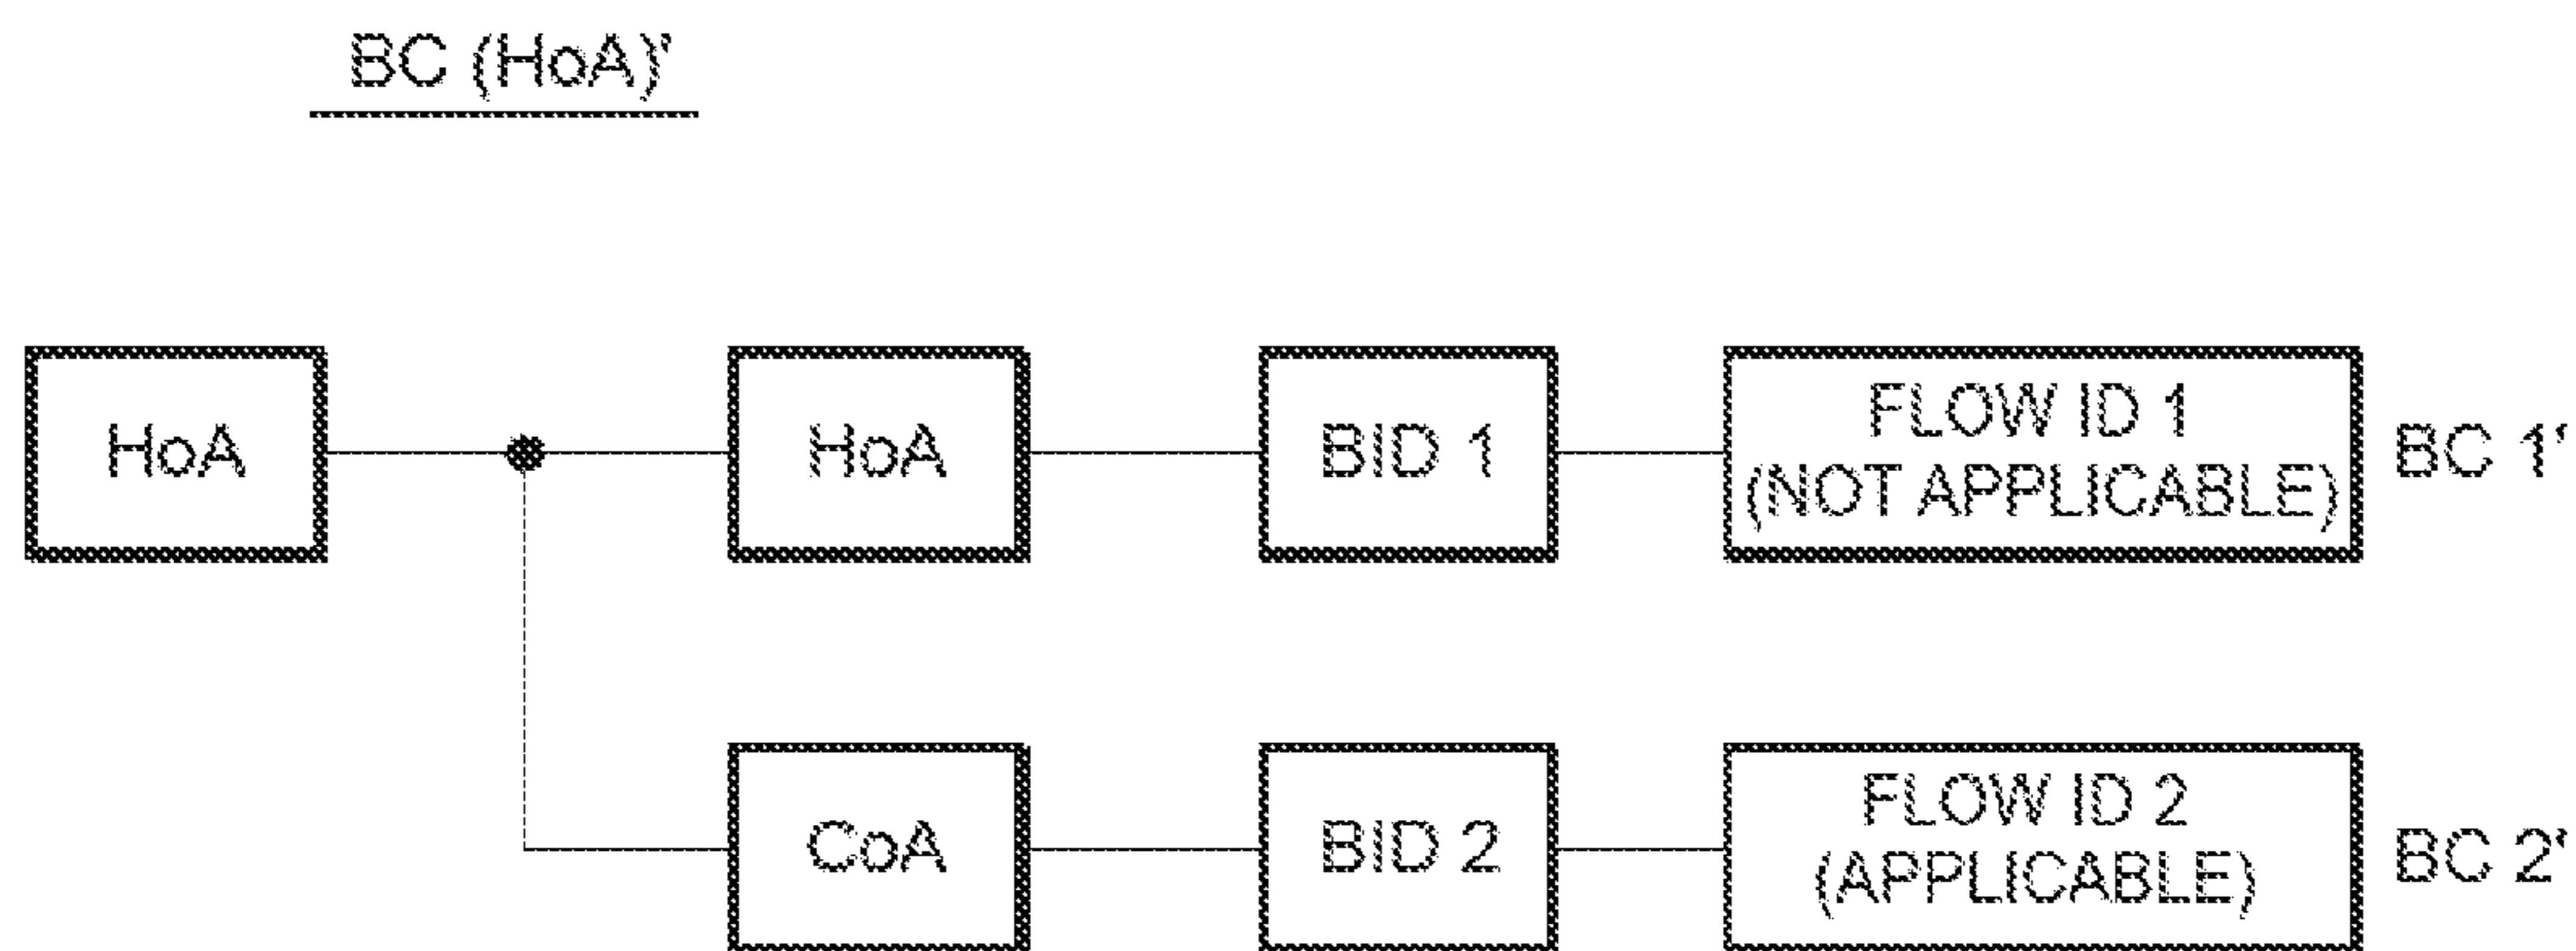 BC (HoA)'
HoA
HoA
BID 1
FLOW ID 1
(NOT APPLICABLE)
BC 1'
CoA
BID 2
FLOW ID 2
(APPLICABLE)
BC 2'